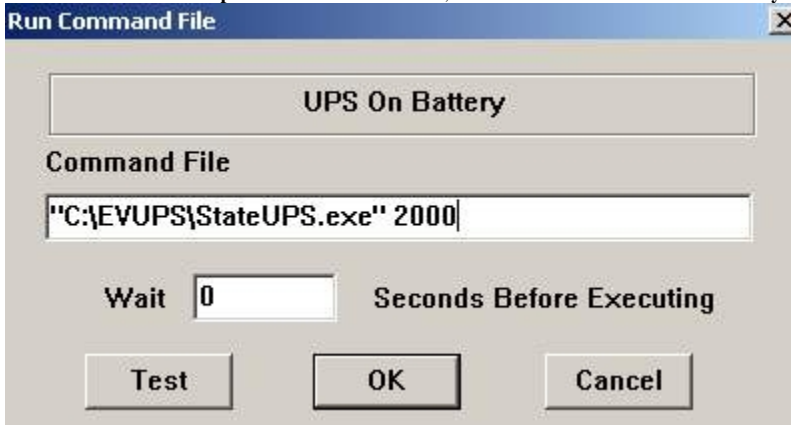 Run Command File
UPS On Battery
Command File
"C:\EVUPS\StateUPS.exe" 2000
Wait 0 Seconds Before Executing
Test OK Cancel